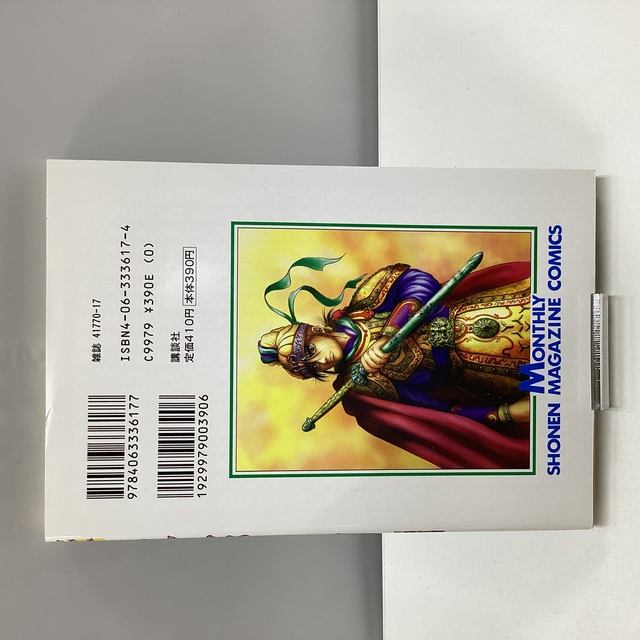 雑誌 41770-17
ISBN4-06-333617-4
C9979 ¥390E (0)
講談社
定価410円 本体390円
9784063336177
1929979003906
MONTHLY
SHONEN MAGAZINE COMICS